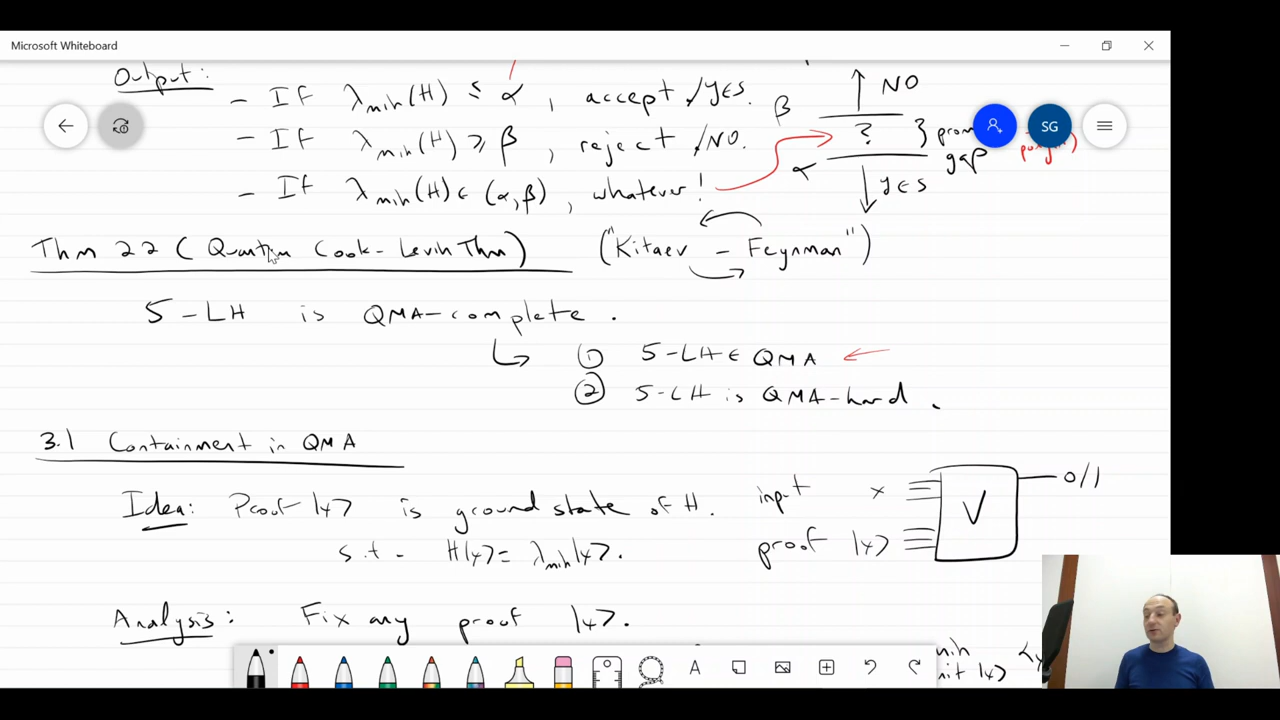 Microsoft Whiteboard
Output:
- If λmin(H) ≤ α, accept /YES.
- If λmin(H) ≥ β, reject /NO.
- If λmin(H) ∈ (α,β), whatever!
NO
β
? } gap
α
YES
SG
Thm 22 (Quantum Cook-Levin Thm) ("Kitaev - Feynman")
5-LH is QMA-complete.
① 5-LH ∈ QMA
② 5-LH is QMA-hard.
3.1 Containment in QMA
Idea: Proof |ψ> is ground state of H.
s.t. H|ψ> = λmin|ψ>.
input x
V
0/1
proof |ψ>
Analysis: Fix any proof |ψ>.
A